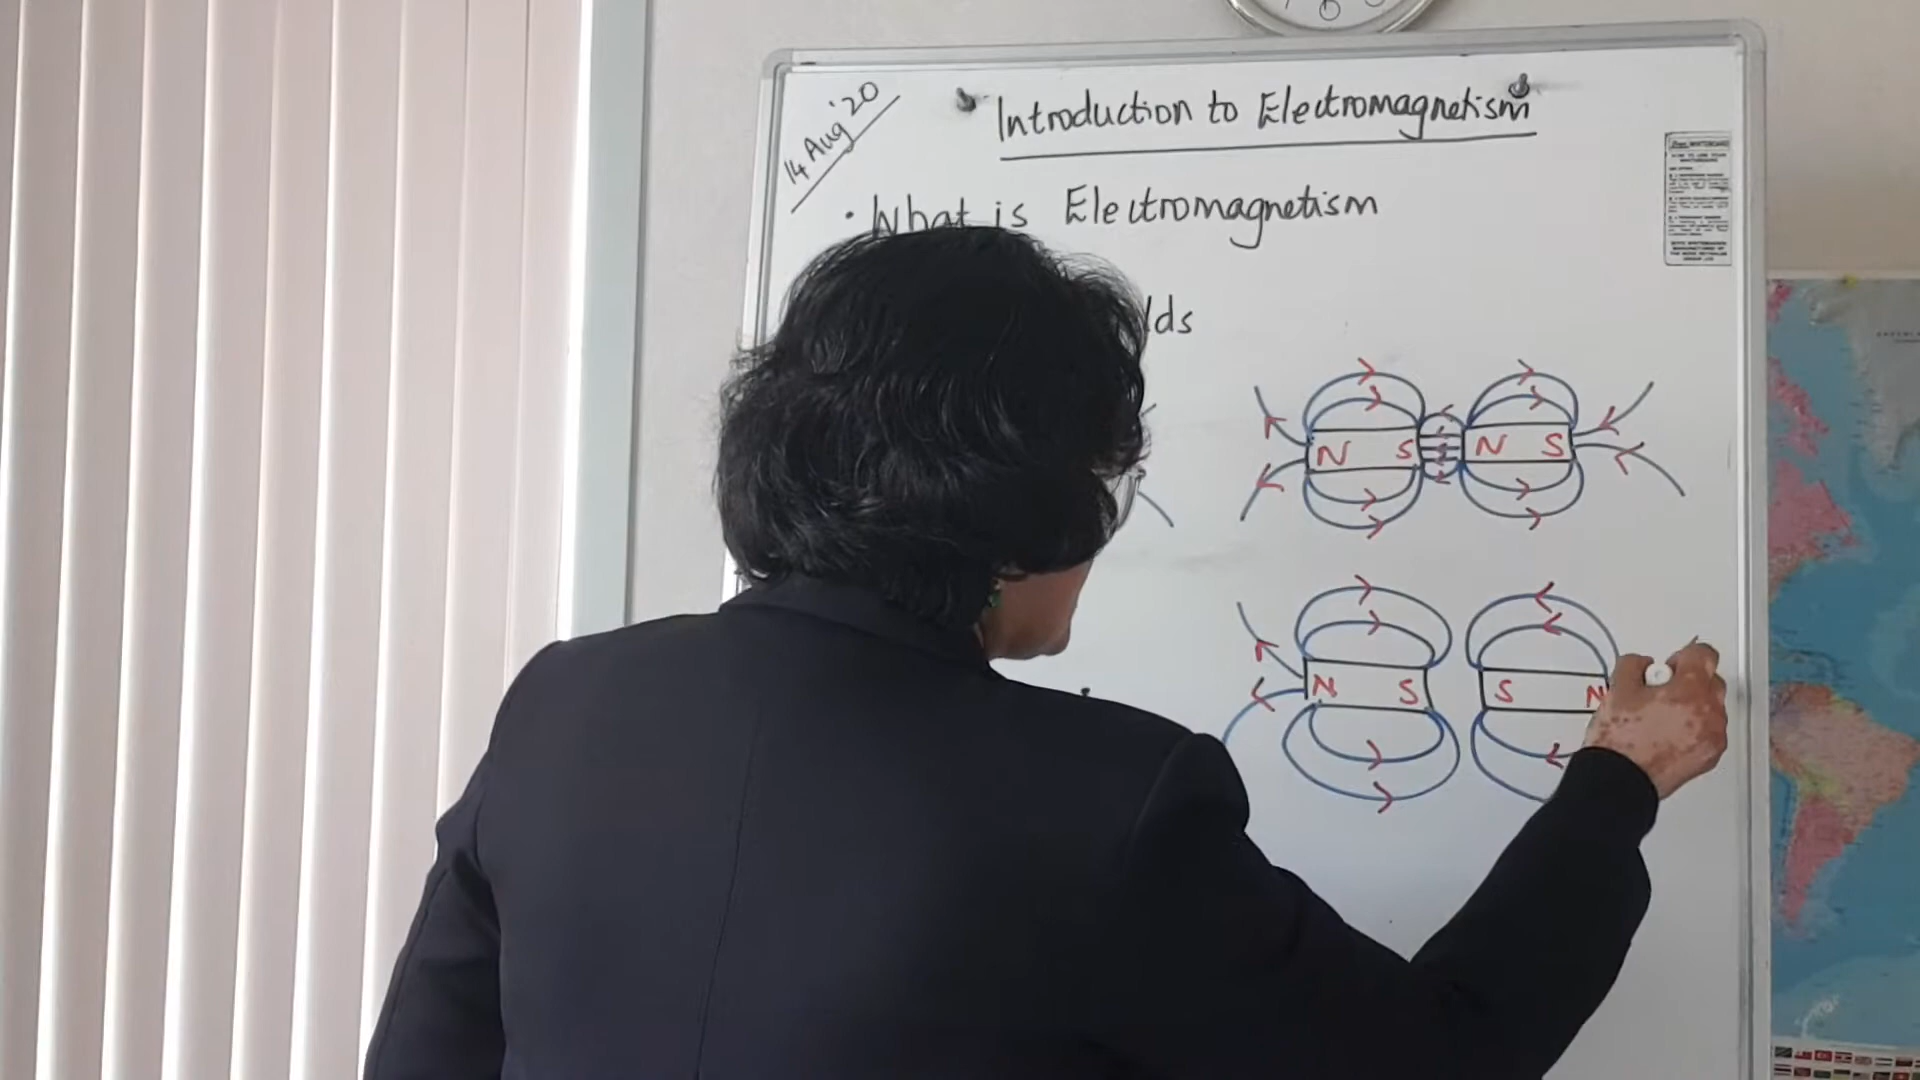 14 Aug '20
Introduction to Electromagnetism
• What is Electromagnetism
lds
N S N S
N S S N